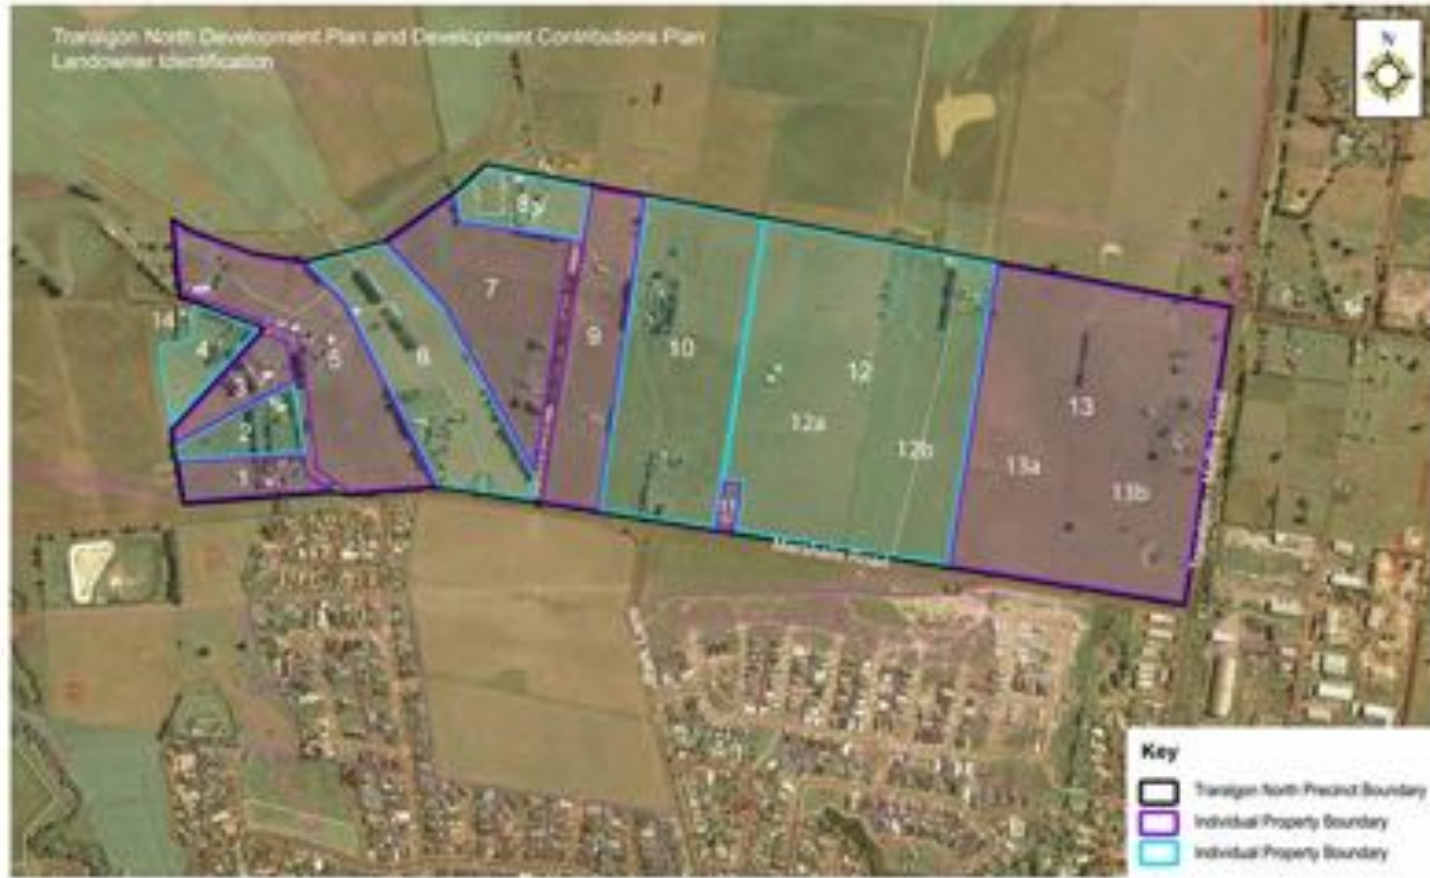 Traralgon North Development Plan and Development Contributions Plan
Landowner Identification
N
8
7
14
4
5
6
9
10
12
3
13
2
12a
12b
13a
1
13b
11
Marshalls Road
Key
Traralgon North Precinct Boundary
Individual Property Boundary
Individual Property Boundary